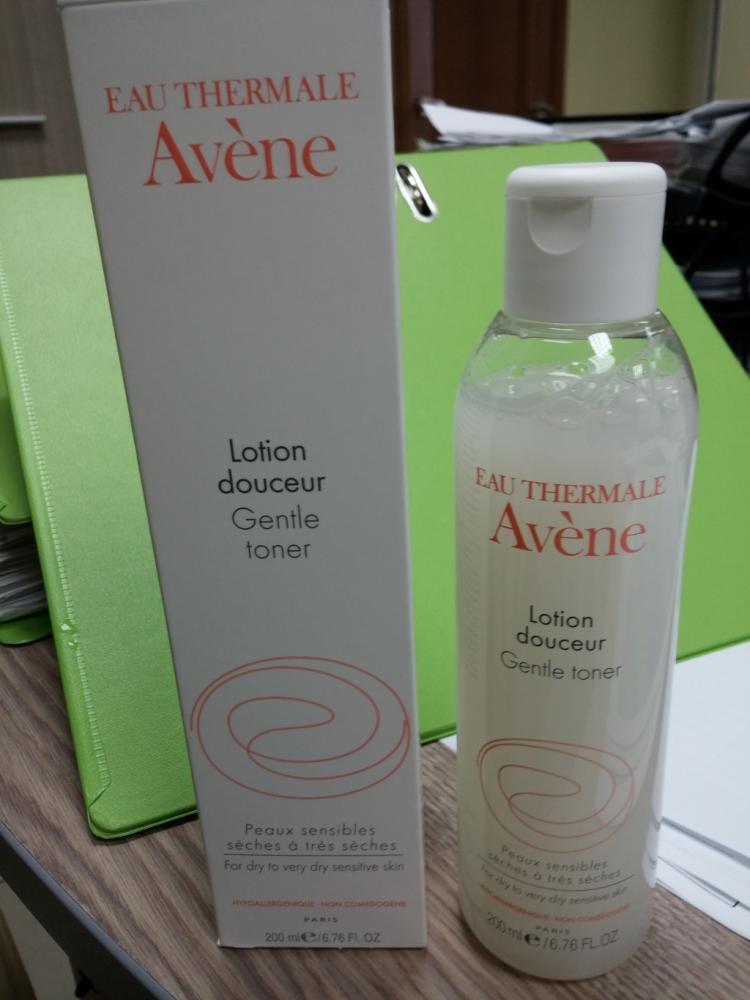 EAU THERMALE
Avène
Lotion
douceur
Gentle
toner
Peaux sensibles
sèches à très sèches
For dry to very dry sensitive skin
HYPOALLERGENIQUE - NON COMEDOGENE
PARIS
200 ml ℮ / 6.76 FL. OZ
EAU THERMALE
Avène
Lotion
douceur
Gentle toner
Peaux sensibles
sèches à très sèches
For dry to very dry sensitive skin
HYPOALLERGENIQUE - NON COMEDOGENE
PARIS
200 ml ℮ / 6.76 FL. OZ.